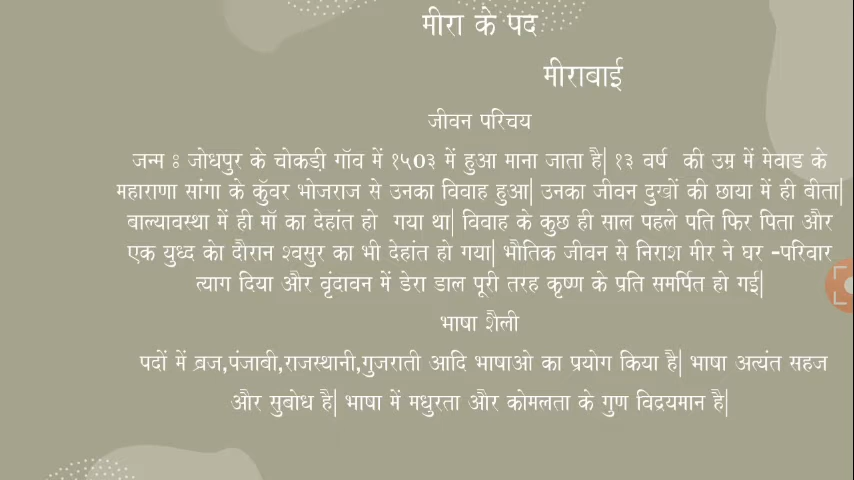 मीरा के पद
मीराबाई
जीवन परिचय
जन्म : जोधपुर के चोकड़ी गॉव में १५0३ में हुआ माना जाता है| १३ वर्ष की उम्र में मेवाड के
महाराणा सांगा के कुॅवर भोजराज से उनका विवाह हुआ| उनका जीवन दुखों की छाया में ही बीता|
बाल्यावस्था में ही मॉ का देहांत हो गया था| विवाह के कुछ ही साल पहले पति फिर पिता और
एक युध्द केा दौरान श्वसुर का भी देहांत हो गया| भौतिक जीवन से निराश मीर ने घर -परिवार
त्याग दिया और वृंदावन में डेरा डाल पूरी तरह कृष्ण के प्रति समर्पित हो गई|
भाषा शैली
पदों में ब्रज,पंजाबी,राजस्थानी,गुजराती आदि भाषाओ का प्रयोग किया है| भाषा अत्यंत सहज
और सुबोध है| भाषा में मधुरता और कोमलता के गुण विद्रयमान है|